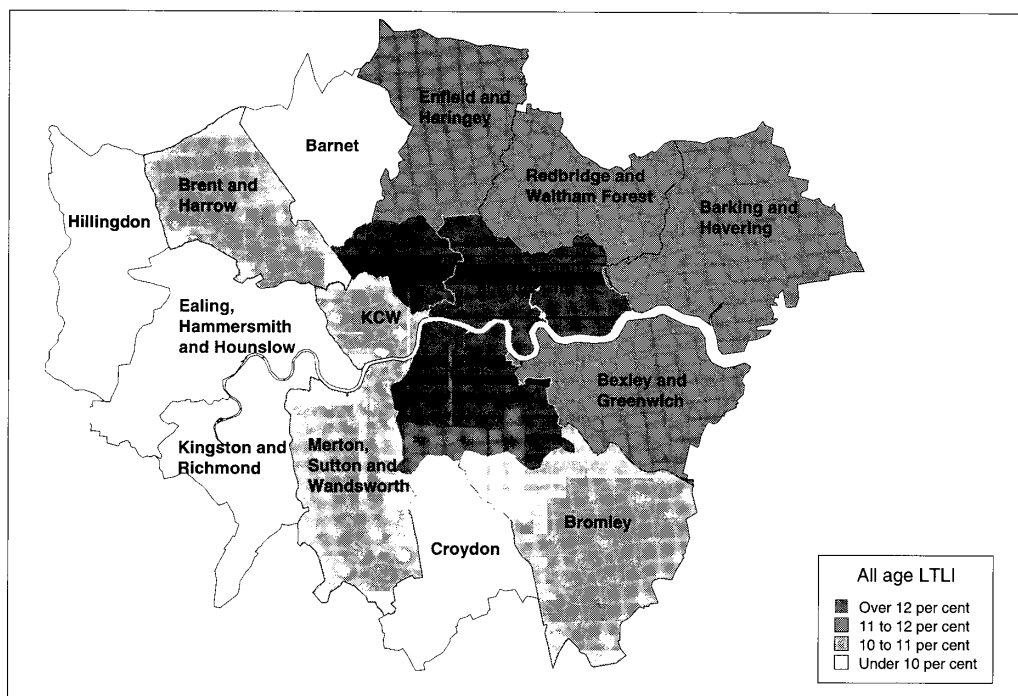 Enfield and
Haringey
Barnet
Redbridge and
Waltham Forest
Brent and
Harrow
Barking and
Havering
Hillingdon
Ealing,
Hammersmith
and Hounslow
KCW
Bexley and
Greenwich
Kingston and
Richmond
Merton,
Sutton and
Wandsworth
Bromley
Croydon
All age LTLI
Over 12 per cent
11 to 12 per cent
10 to 11 per cent
Under 10 per cent